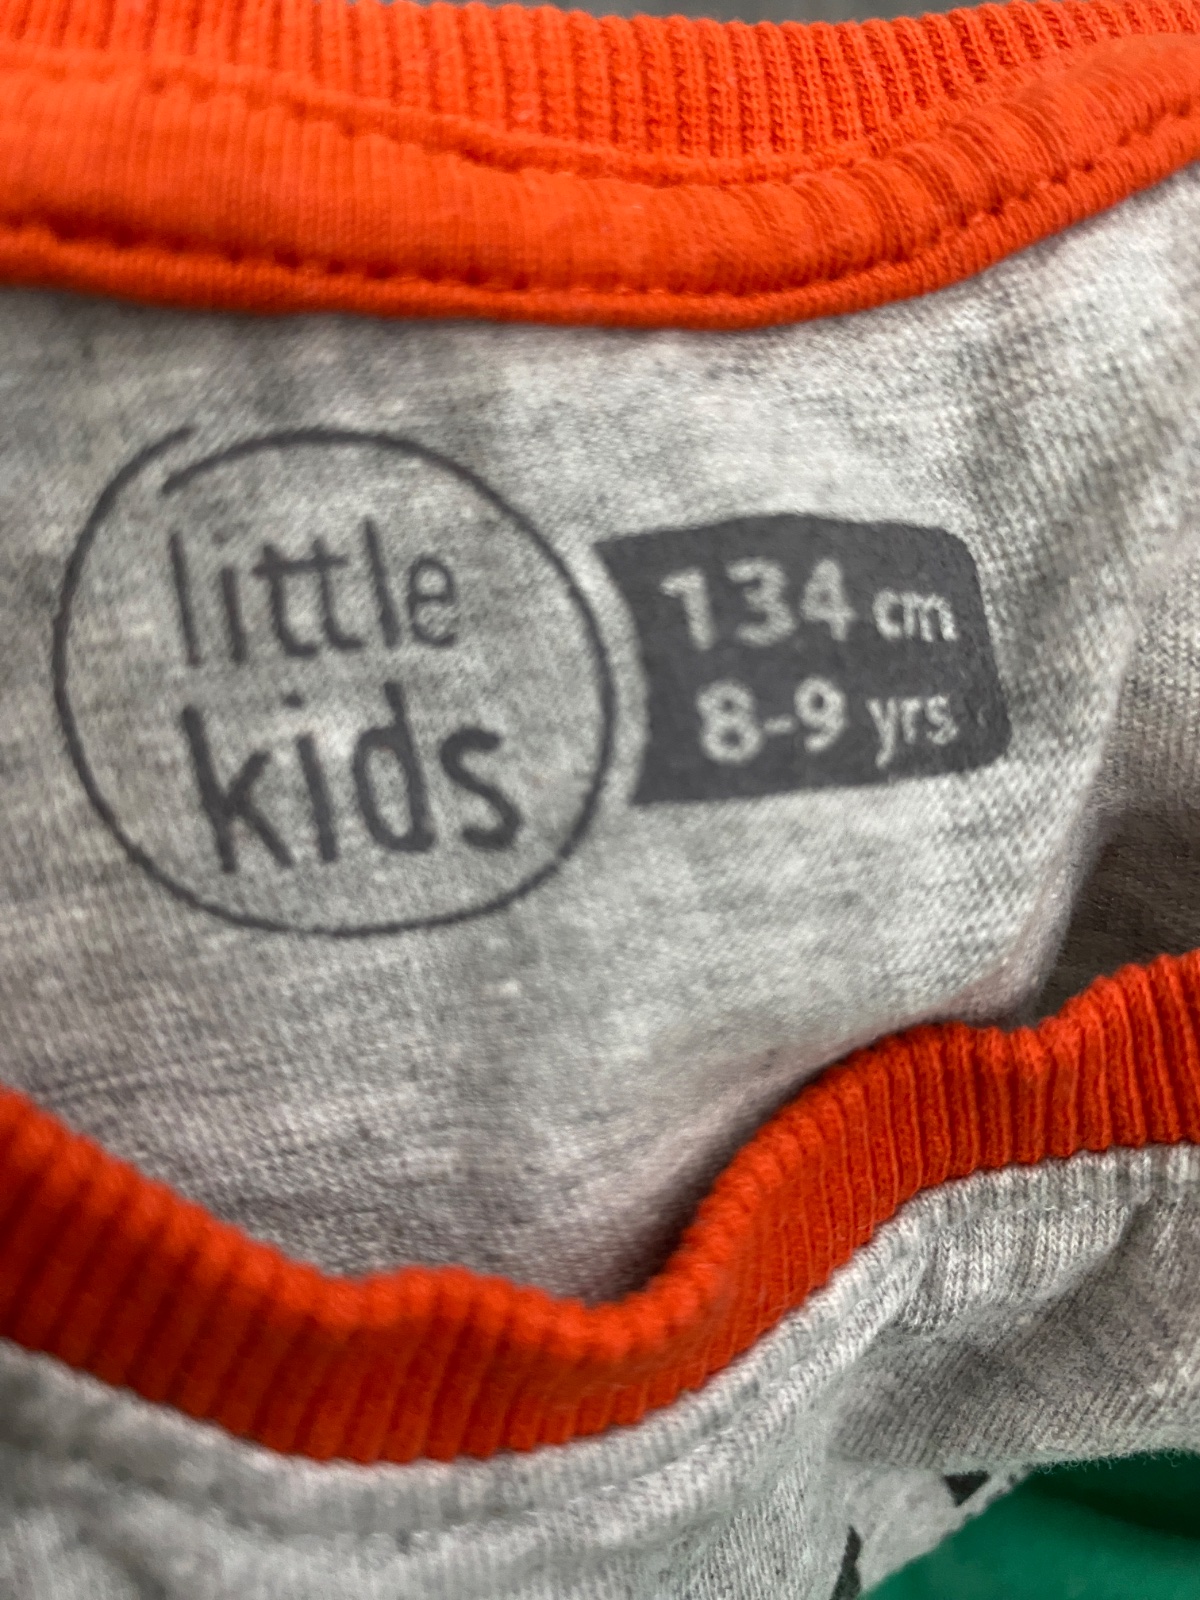 little
kids
134 cm
8-9 yrs